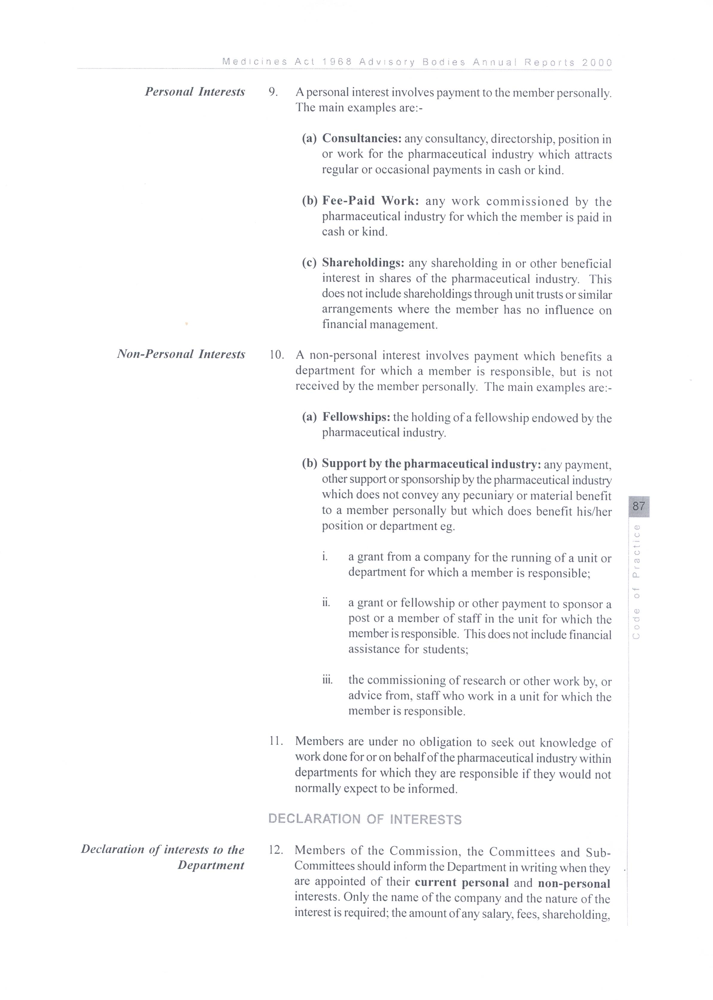 Medicines Act 1968 Advisory Bodies Annual Reports 2000
Personal Interests
9. A personal interest involves payment to the member personally.
The main examples are:-
(a) Consultancies: any consultancy, directorship, position in
or work for the pharmaceutical industry which attracts
regular or occasional payments in cash or kind.
(b) Fee-Paid Work: any work commissioned by the
pharmaceutical industry for which the member is paid in
cash or kind.
(c) Shareholdings: any shareholding in or other beneficial
interest in shares of the pharmaceutical industry. This
does not include shareholdings through unit trusts or similar
arrangements where the member has no influence on
financial management.
Non-Personal Interests
10. A non-personal interest involves payment which benefits a
department for which a member is responsible, but is not
received by the member personally. The main examples are:-
(a) Fellowships: the holding of a fellowship endowed by the
pharmaceutical industry.
(b) Support by the pharmaceutical industry: any payment,
other support or sponsorship by the pharmaceutical industry
which does not convey any pecuniary or material benefit
to a member personally but which does benefit his/her
position or department eg.
i. a grant from a company for the running of a unit or
department for which a member is responsible;
ii. a grant or fellowship or other payment to sponsor a
post or a member of staff in the unit for which the
member is responsible. This does not include financial
assistance for students;
iii. the commissioning of research or other work by, or
advice from, staff who work in a unit for which the
member is responsible.
11. Members are under no obligation to seek out knowledge of
work done for or on behalf of the pharmaceutical industry within
departments for which they are responsible if they would not
normally expect to be informed.
DECLARATION OF INTERESTS
Declaration of interests to the
Department
12. Members of the Commission, the Committees and Sub-
Committees should inform the Department in writing when they
are appointed of their current personal and non-personal
interests. Only the name of the company and the nature of the
interest is required; the amount of any salary, fees, shareholding,
87
Code of Practice